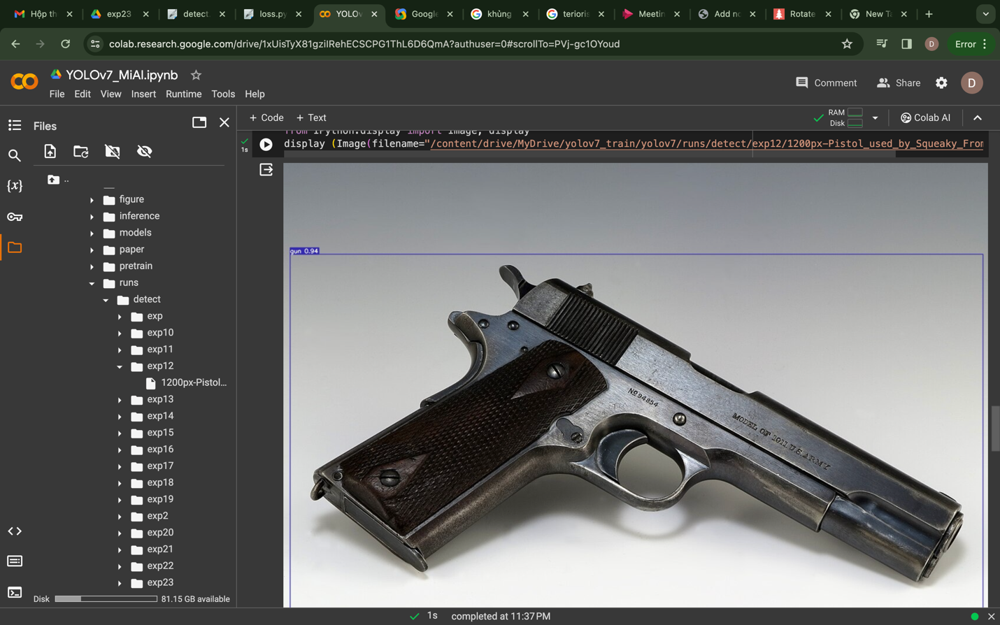 Hộp th
exp23
detect.
loss.py
YOLOv
Google
khùng
terioris
Meetin
Add no
Rotate
New Ta
colab.research.google.com/drive/1xUisTyX81gzilRehECSCPG1ThL6D6QmA?authuser=0#scrollTo=PVj-gc1OYoud
D
Error
YOLOv7_MiAI.ipynb
File Edit View Insert Runtime Tools Help
Comment
Share
D
Files
+ Code + Text
RAM
Disk
Colab AI
from IPython.display import Image, display
1s
display (Image(filename="/content/drive/MyDrive/yolov7_train/yolov7/runs/detect/exp12/1200px-Pistol_used_by_Squeaky_From
{x}
..
figure
inference
models
paper
pretrain
runs
detect
exp
exp10
exp11
exp12
1200px-Pistol...
exp13
exp14
exp15
exp16
exp17
exp18
exp19
exp2
exp20
exp21
exp22
exp23
Disk
81.15 GB available
gun 0.94
No 94854
MODEL OF 1911. U.S. ARMY
1s completed at 11:37 PM